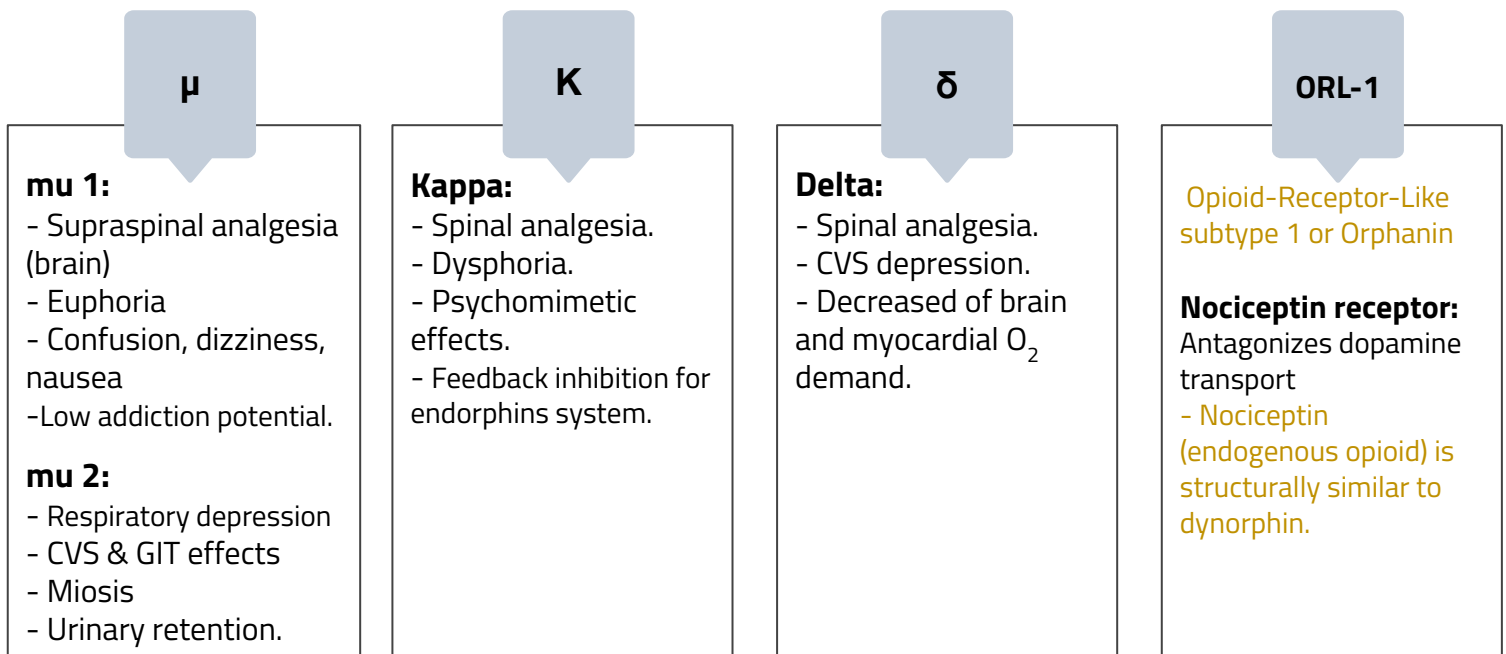 μ
mu 1:
- Supraspinal analgesia
(brain)
- Euphoria
- Confusion, dizziness,
nausea
-Low addiction potential.
mu 2:
- Respiratory depression
- CVS & GIT effects
- Miosis
- Urinary retention.
K
Kappa:
- Spinal analgesia.
- Dysphoria.
- Psychomimetic
effects.
- Feedback inhibition for
endorphins system.
δ
Delta:
- Spinal analgesia.
- CVS depression.
- Decreased of brain
and myocardial O₂
demand.
ORL-1
Opioid-Receptor-Like
subtype 1 or Orphanin
Nociceptin receptor:
Antagonizes dopamine
transport
- Nociceptin
(endogenous opioid) is
structurally similar to
dynorphin.